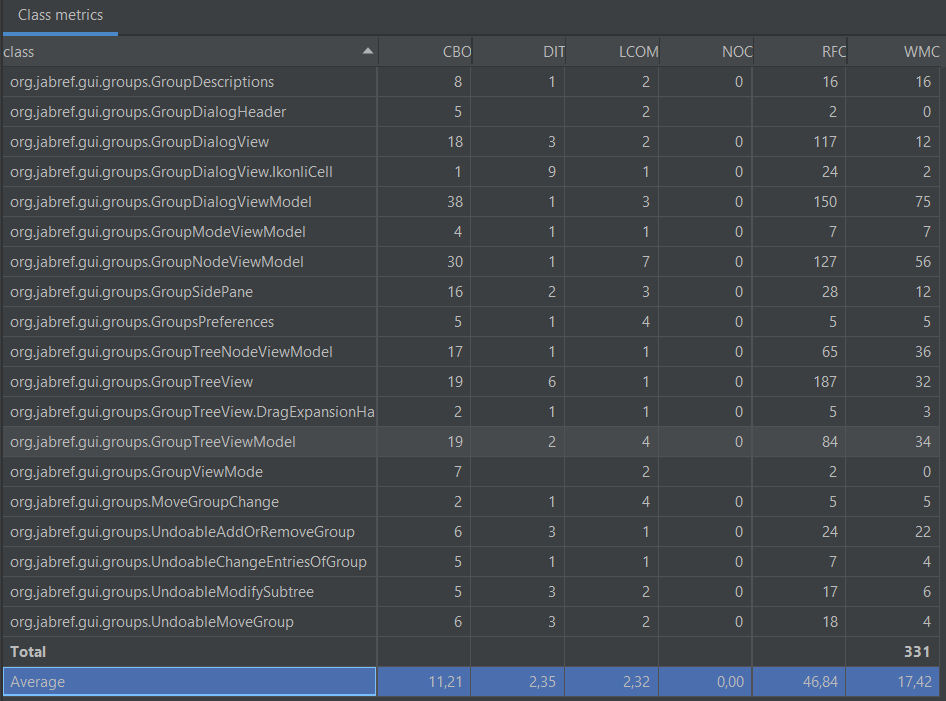 Class metrics
class CBO DIT LCOM NOC RFC WMC
org.jabref.gui.groups.GroupDescriptions 8 1 2 0 16 16
org.jabref.gui.groups.GroupDialogHeader 5 2 2 0
org.jabref.gui.groups.GroupDialogView 18 3 2 0 117 12
org.jabref.gui.groups.GroupDialogView.IkonliCell 1 9 1 0 24 2
org.jabref.gui.groups.GroupDialogViewModel 38 1 3 0 150 75
org.jabref.gui.groups.GroupModeViewModel 4 1 1 0 7 7
org.jabref.gui.groups.GroupNodeViewModel 30 1 7 0 127 56
org.jabref.gui.groups.GroupSidePane 16 2 3 0 28 12
org.jabref.gui.groups.GroupsPreferences 5 1 4 0 5 5
org.jabref.gui.groups.GroupTreeNodeViewModel 17 1 1 0 65 36
org.jabref.gui.groups.GroupTreeView 19 6 1 0 187 32
org.jabref.gui.groups.GroupTreeView.DragExpansionHa 2 1 1 0 5 3
org.jabref.gui.groups.GroupTreeViewModel 19 2 4 0 84 34
org.jabref.gui.groups.GroupViewMode 7 2 2 0
org.jabref.gui.groups.MoveGroupChange 2 1 4 0 5 5
org.jabref.gui.groups.UndoableAddOrRemoveGroup 6 3 1 0 24 22
org.jabref.gui.groups.UndoableChangeEntriesOfGroup 5 1 1 0 7 4
org.jabref.gui.groups.UndoableModifySubtree 5 3 2 0 17 6
org.jabref.gui.groups.UndoableMoveGroup 6 3 2 0 18 4
Total 331
Average 11,21 2,35 2,32 0,00 46,84 17,42